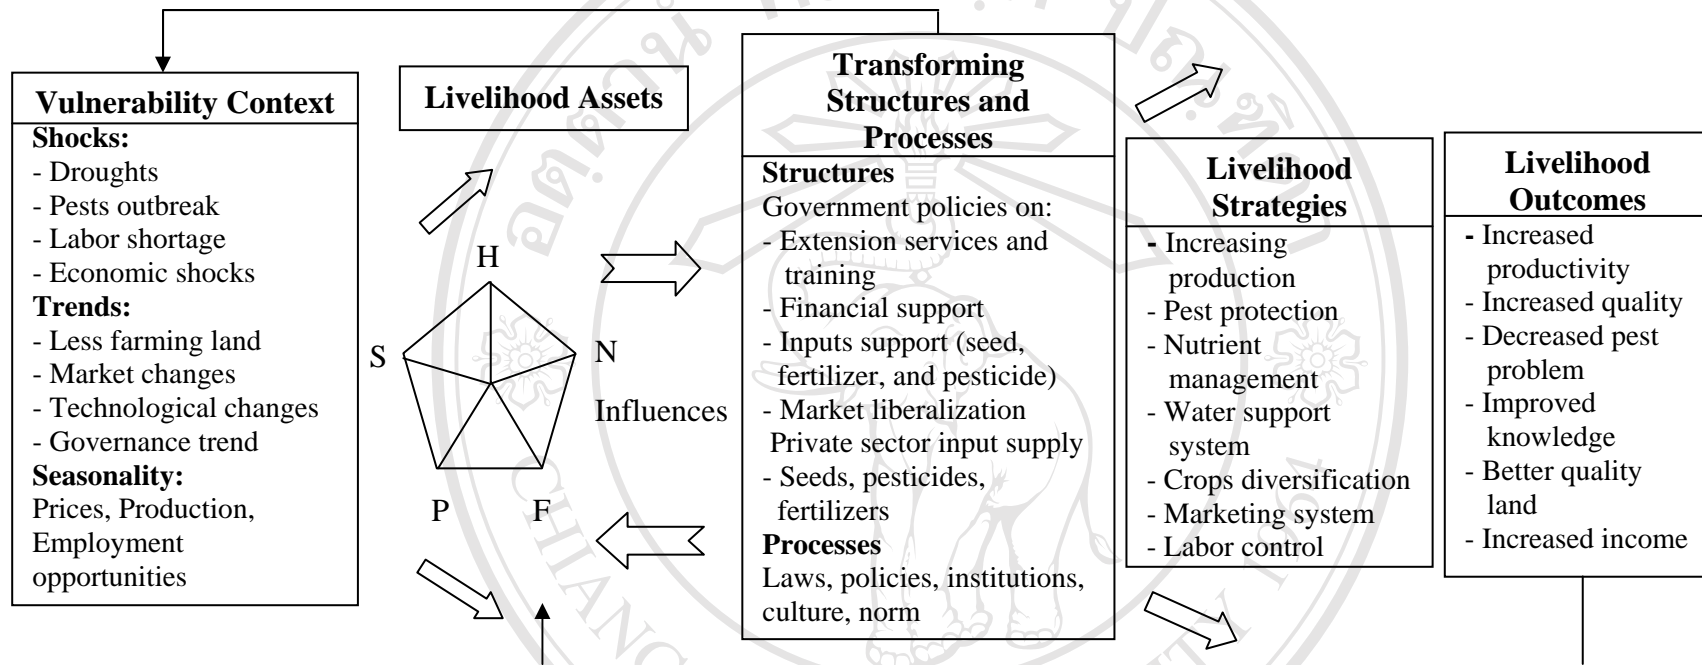 Vulnerability Context
Shocks:
- Droughts
- Pests outbreak
- Labor shortage
- Economic shocks
Trends:
- Less farming land
- Market changes
- Technological changes
- Governance trend
Seasonality:
Prices, Production,
Employment
opportunities
Livelihood Assets
H
S
N
Influences
P
F
Transforming
Structures and
Processes
Structures
Government policies on:
- Extension services and
training
- Financial support
- Inputs support (seed,
fertilizer, and pesticide)
- Market liberalization
Private sector input supply
- Seeds, pesticides,
fertilizers
Processes
Laws, policies, institutions,
culture, norm
Livelihood
Strategies
- Increasing
production
- Pest protection
- Nutrient
management
- Water support
system
- Crops diversification
- Marketing system
- Labor control
Livelihood
Outcomes
- Increased
productivity
- Increased quality
- Decreased pest
problem
- Improved
knowledge
- Better quality
land
- Increased income